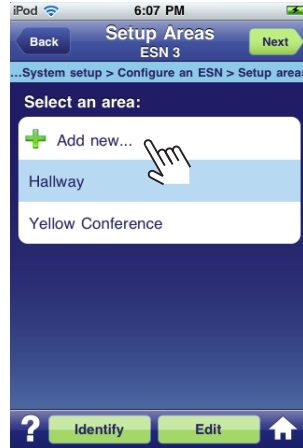 iPod 6:07 PM
Back Setup Areas Next
ESN 3
...System setup > Configure an ESN > Setup areas
Select an area:
Add new...
Hallway
Yellow Conference
? Identify Edit